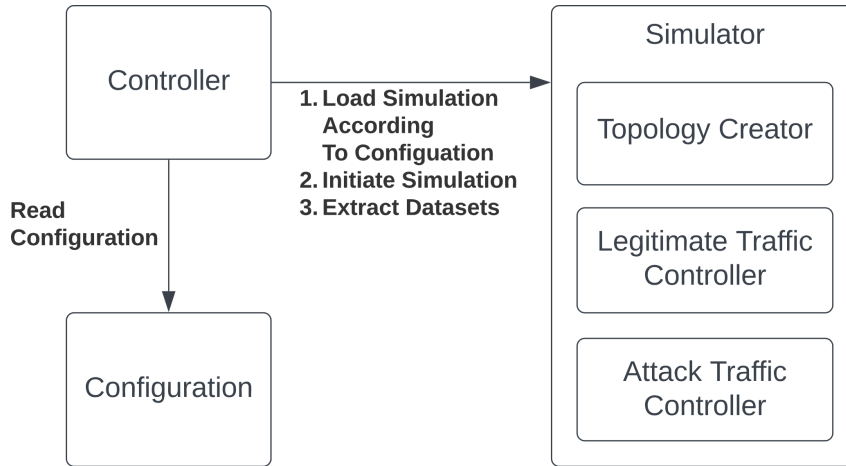 Controller
Simulator
1. Load Simulation
According
To Configuation
2. Initiate Simulation
3. Extract Datasets
Read
Configuration
Configuration
Topology Creator
Legitimate Traffic
Controller
Attack Traffic
Controller